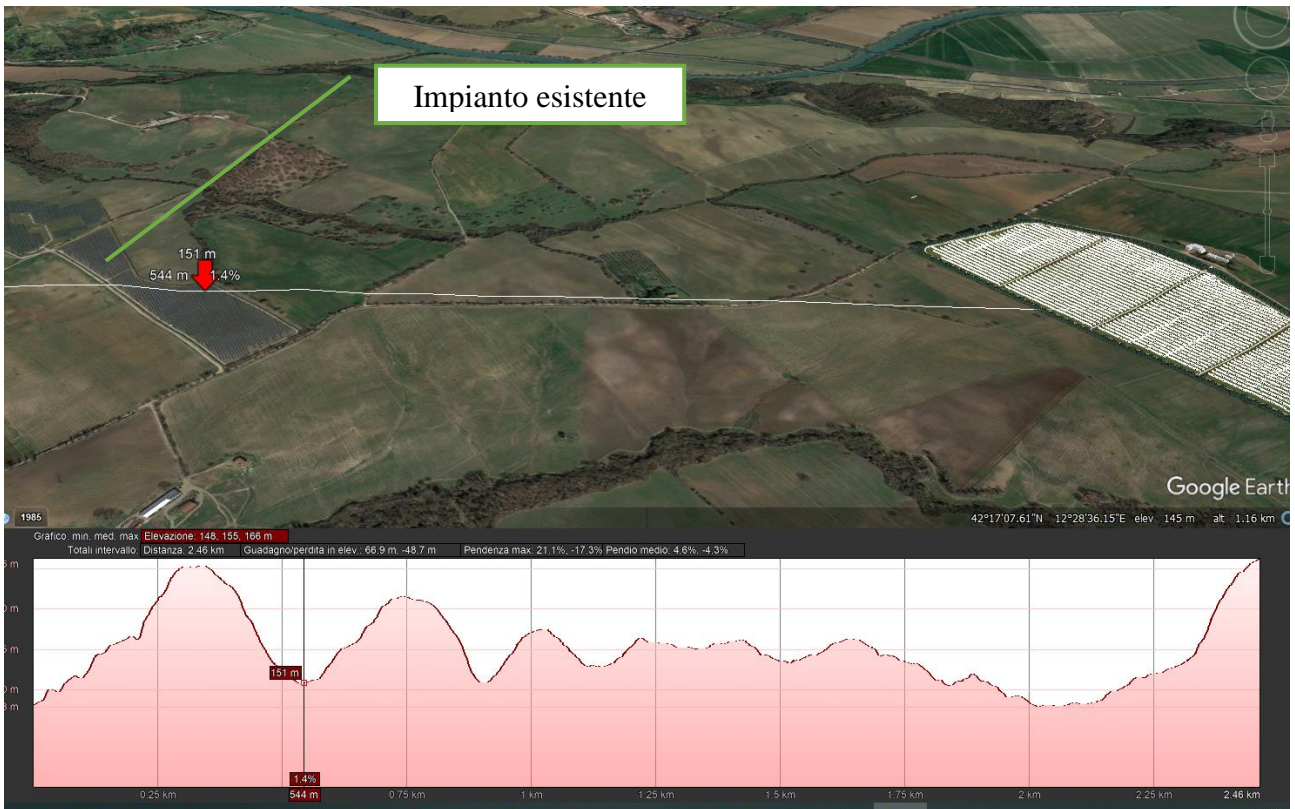 Impianto esistente
151 m
544 m 1.4%
Google Earth
1985
42°17'07.61"N 12°28'36.15"E elev 145 m alt 1.16 km
Grafico: min. med. max Elevazione: 148, 155, 166 m
Totali intervallo: Distanza: 2.46 km Guadagno/perdita in elev.: 66.9 m, -48.7 m Pendenza max: 21.1%, -17.3% Pendio medio: 4.6%, -4.3%
151 m
1.4%
0.25 km 544 m 0.75 km 1 km 1.25 km 1.5 km 1.75 km 2 km 2.25 km 2.46 km